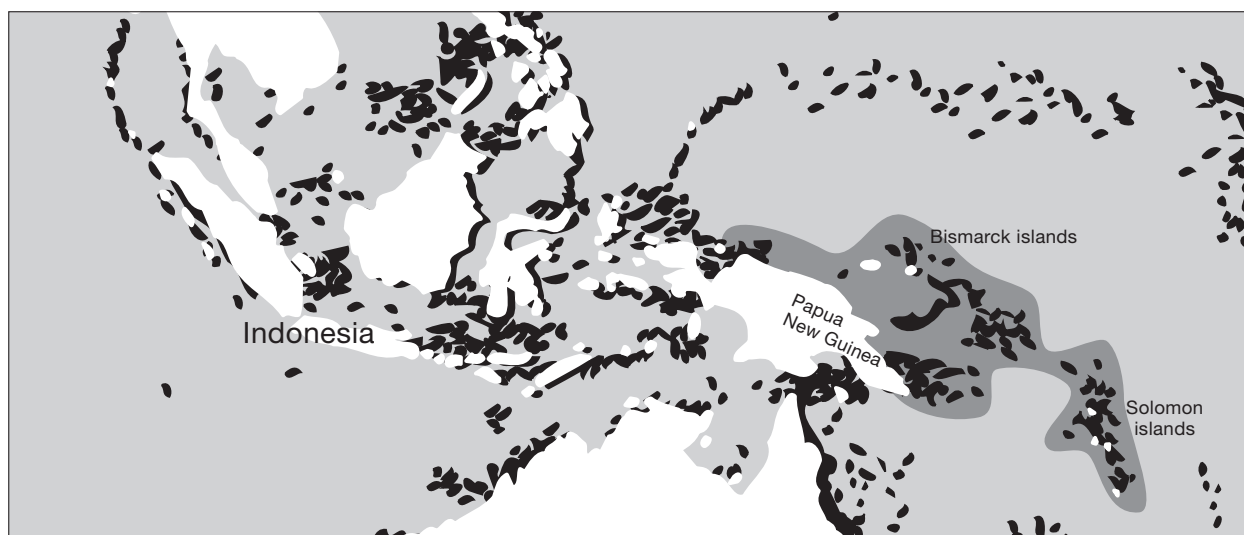 Bismarck islands
Indonesia
Papua
New Guinea
Solomon
islands